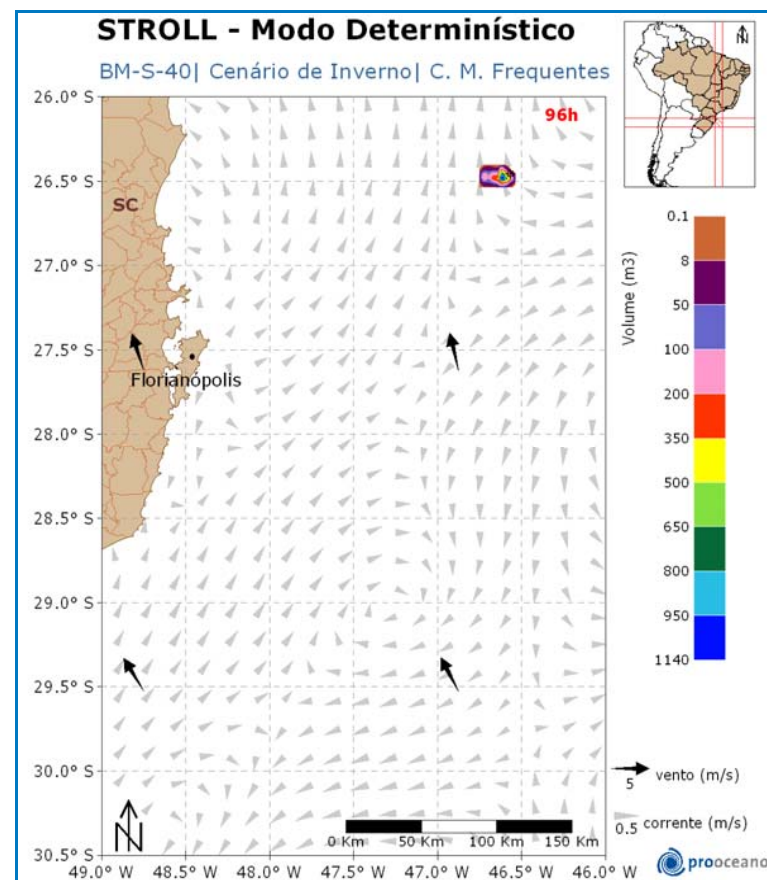 STROLL - Modo Determinístico
BM-S-40| Cenário de Inverno| C. M. Frequentes
N
96h
26.0° S
26.5° S
27.0° S
27.5° S
28.0° S
28.5° S
29.0° S
29.5° S
30.0° S
30.5° S
SC
Florianópolis
Volume (m3)
0.1
8
50
100
200
350
500
650
800
950
1140
5 vento (m/s)
0.5 corrente (m/s)
N
0 Km 50 Km 100 Km 150 Km
49.0° W 48.5° W 48.0° W 47.5° W 47.0° W 46.5° W 46.0° W
prooceano